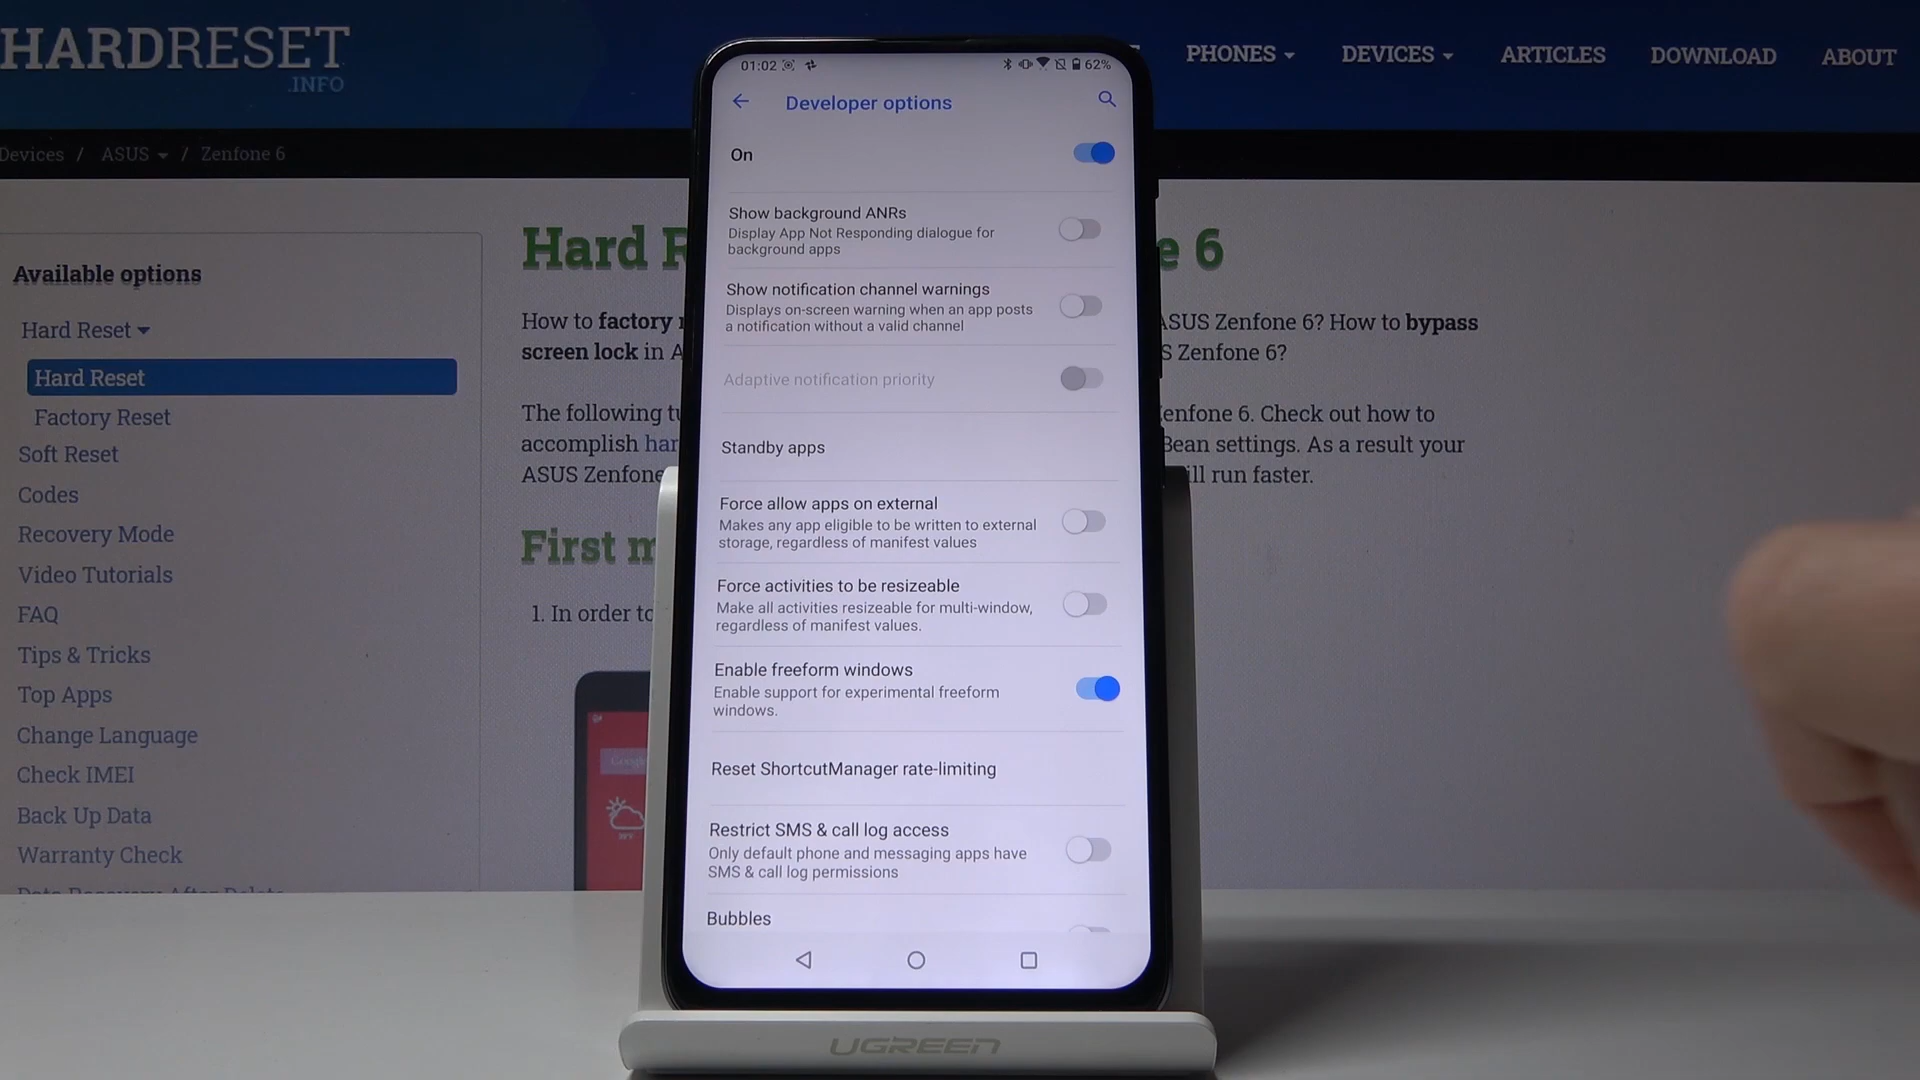 HARDRESET
.INFO
PHONES
DEVICES
ARTICLES
DOWNLOAD
ABOUT
Devices / ASUS / Zenfone 6
Available options
Hard Reset
Hard Reset
Factory Reset
Soft Reset
Codes
Recovery Mode
Video Tutorials
FAQ
Tips & Tricks
Top Apps
Change Language
Check IMEI
Back Up Data
Warranty Check
Data Recovery After Delete
Hard R
e 6
How to factory
ASUS Zenfone 6? How to bypass
screen lock in A
S Zenfone 6?
The following tu
Zenfone 6. Check out how to
accomplish har
Bean settings. As a result your
ASUS Zenfone
ill run faster.
First m
1. In order to
01:02
62%
Developer options
On
Show background ANRs
Display App Not Responding dialogue for
background apps
Show notification channel warnings
Displays on-screen warning when an app posts
a notification without a valid channel
Adaptive notification priority
Standby apps
Force allow apps on external
Makes any app eligible to be written to external
storage, regardless of manifest values
Force activities to be resizeable
Make all activities resizeable for multi-window,
regardless of manifest values.
Enable freeform windows
Enable support for experimental freeform
windows.
Reset ShortcutManager rate-limiting
Restrict SMS & call log access
Only default phone and messaging apps have
SMS & call log permissions
Bubbles
UGREEN